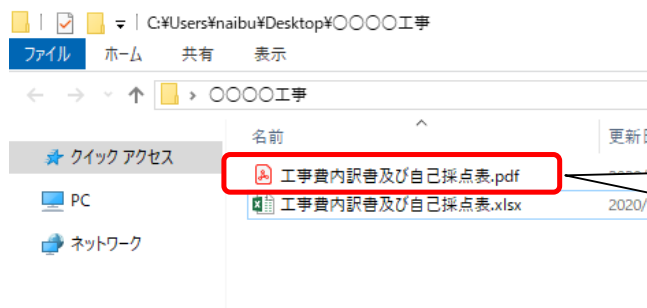 C:¥Users¥naibu¥Desktop¥〇〇〇〇工事
ファイル ホーム 共有 表示
〇〇〇〇工事
名前 更新日
クイック アクセス
工事費内訳書及び自己採点表.pdf
PC
工事費内訳書及び自己採点表.xlsx 2020/
ネットワーク